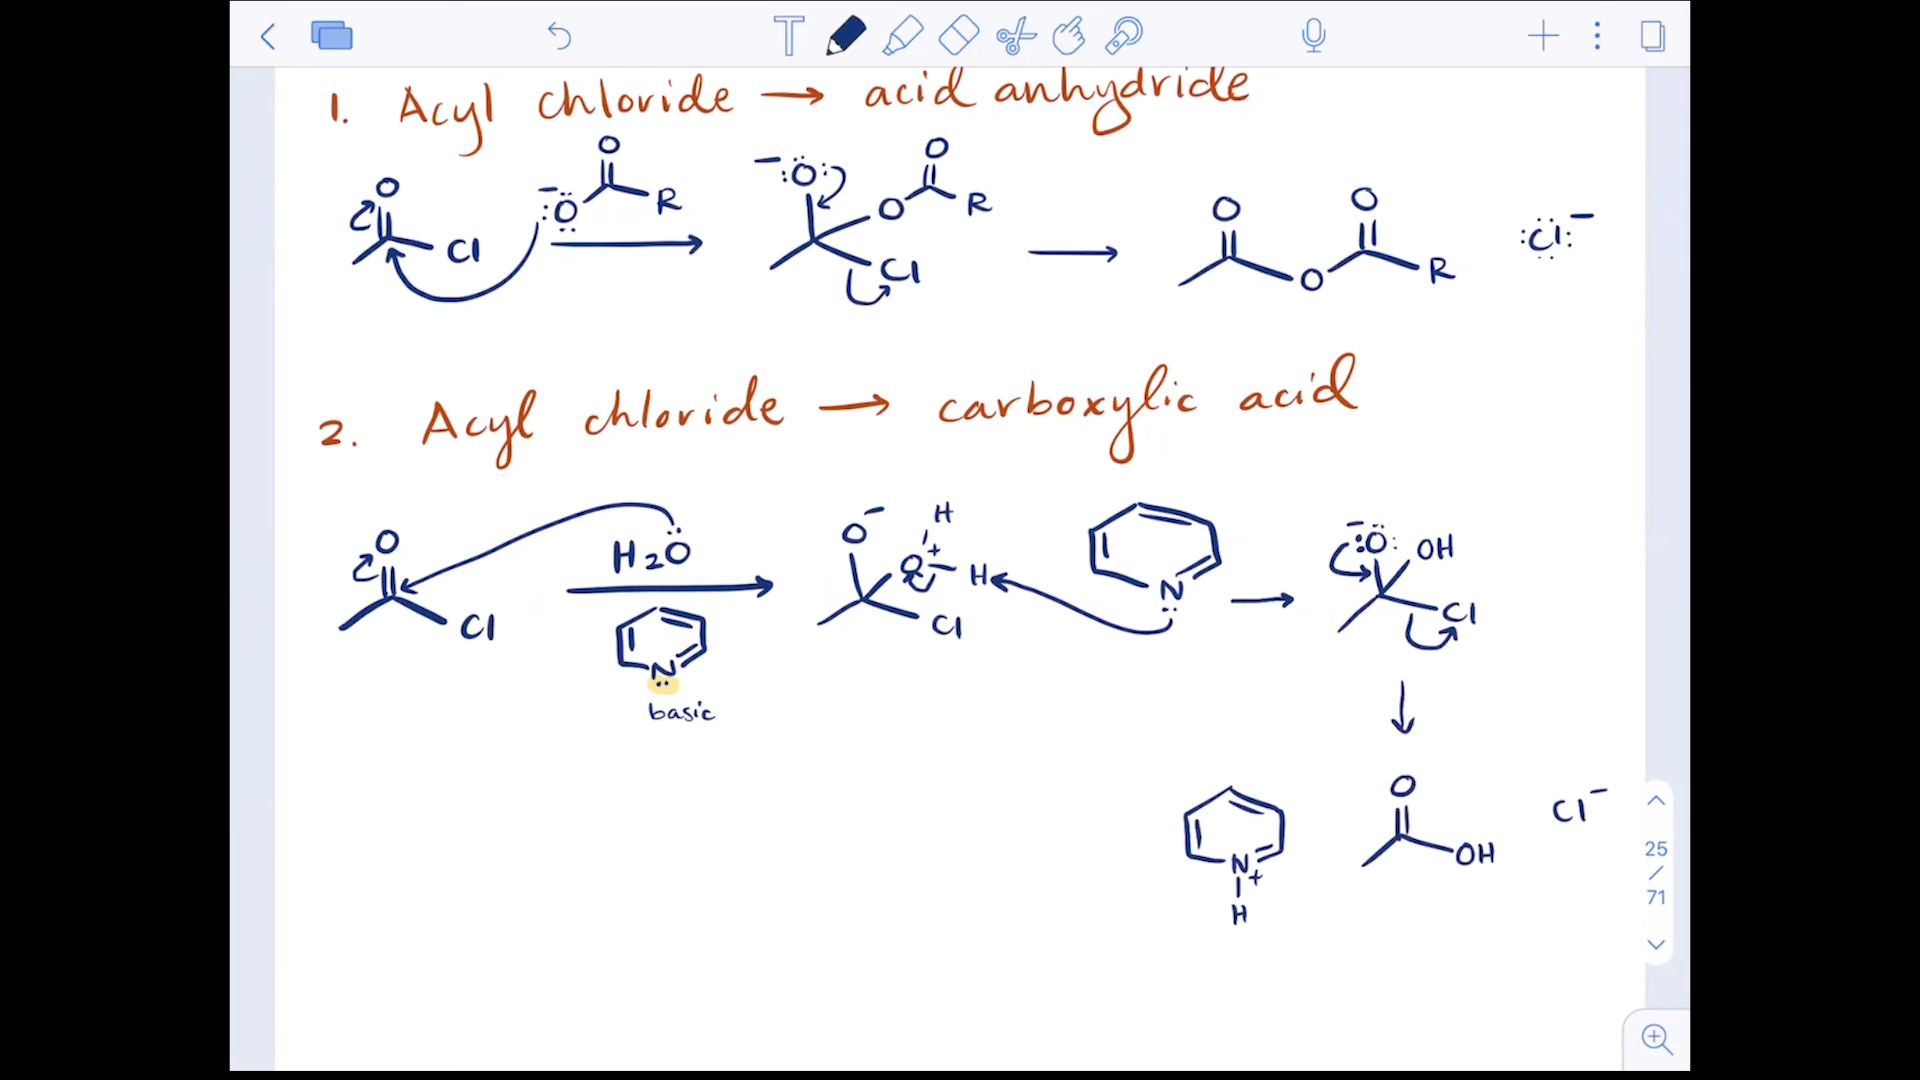 T
1. Acyl chloride → acid anhydride
O
Cl
O
:Ö:⁻
R
⁻:Ö:
O
O
R
Cl
O
O
O
R
:Cl:⁻
2. Acyl chloride → carboxylic acid
O
Cl
H₂O
N
basic
O⁻
H
O⁺
H
Cl
N
⁻:O:
OH
Cl
O
OH
Cl⁻
N⁺
H
25
/
71